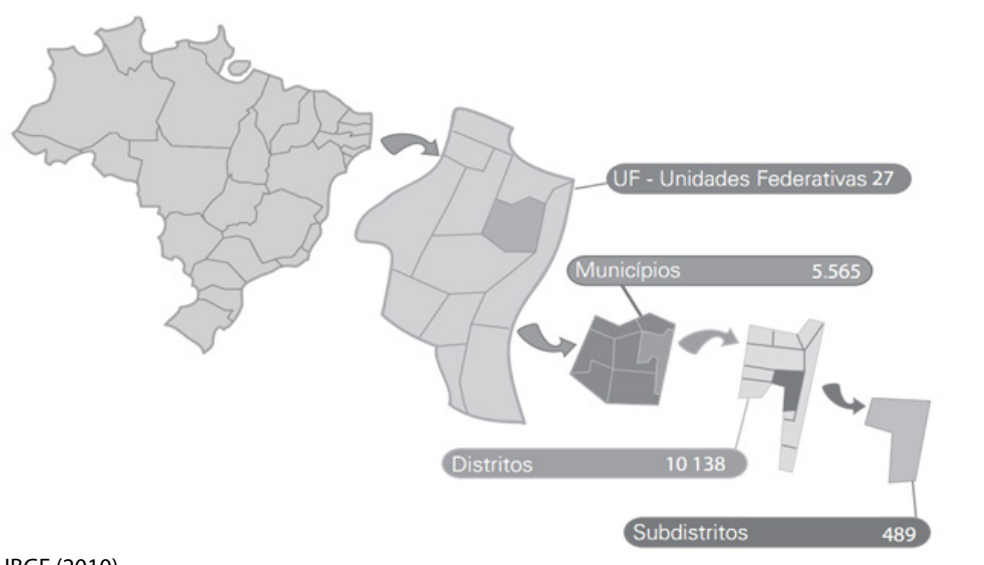 UF - Unidades Federativas 27
Municípios 5.565
Distritos 10 138
Subdistritos 489
IBGE (2010)